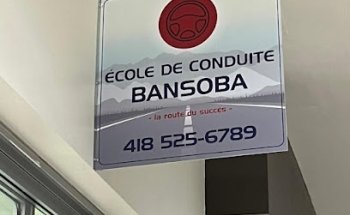 ÉCOLE DE CONDUITE
BANSOBA
- la route du succès -
418 525-6789